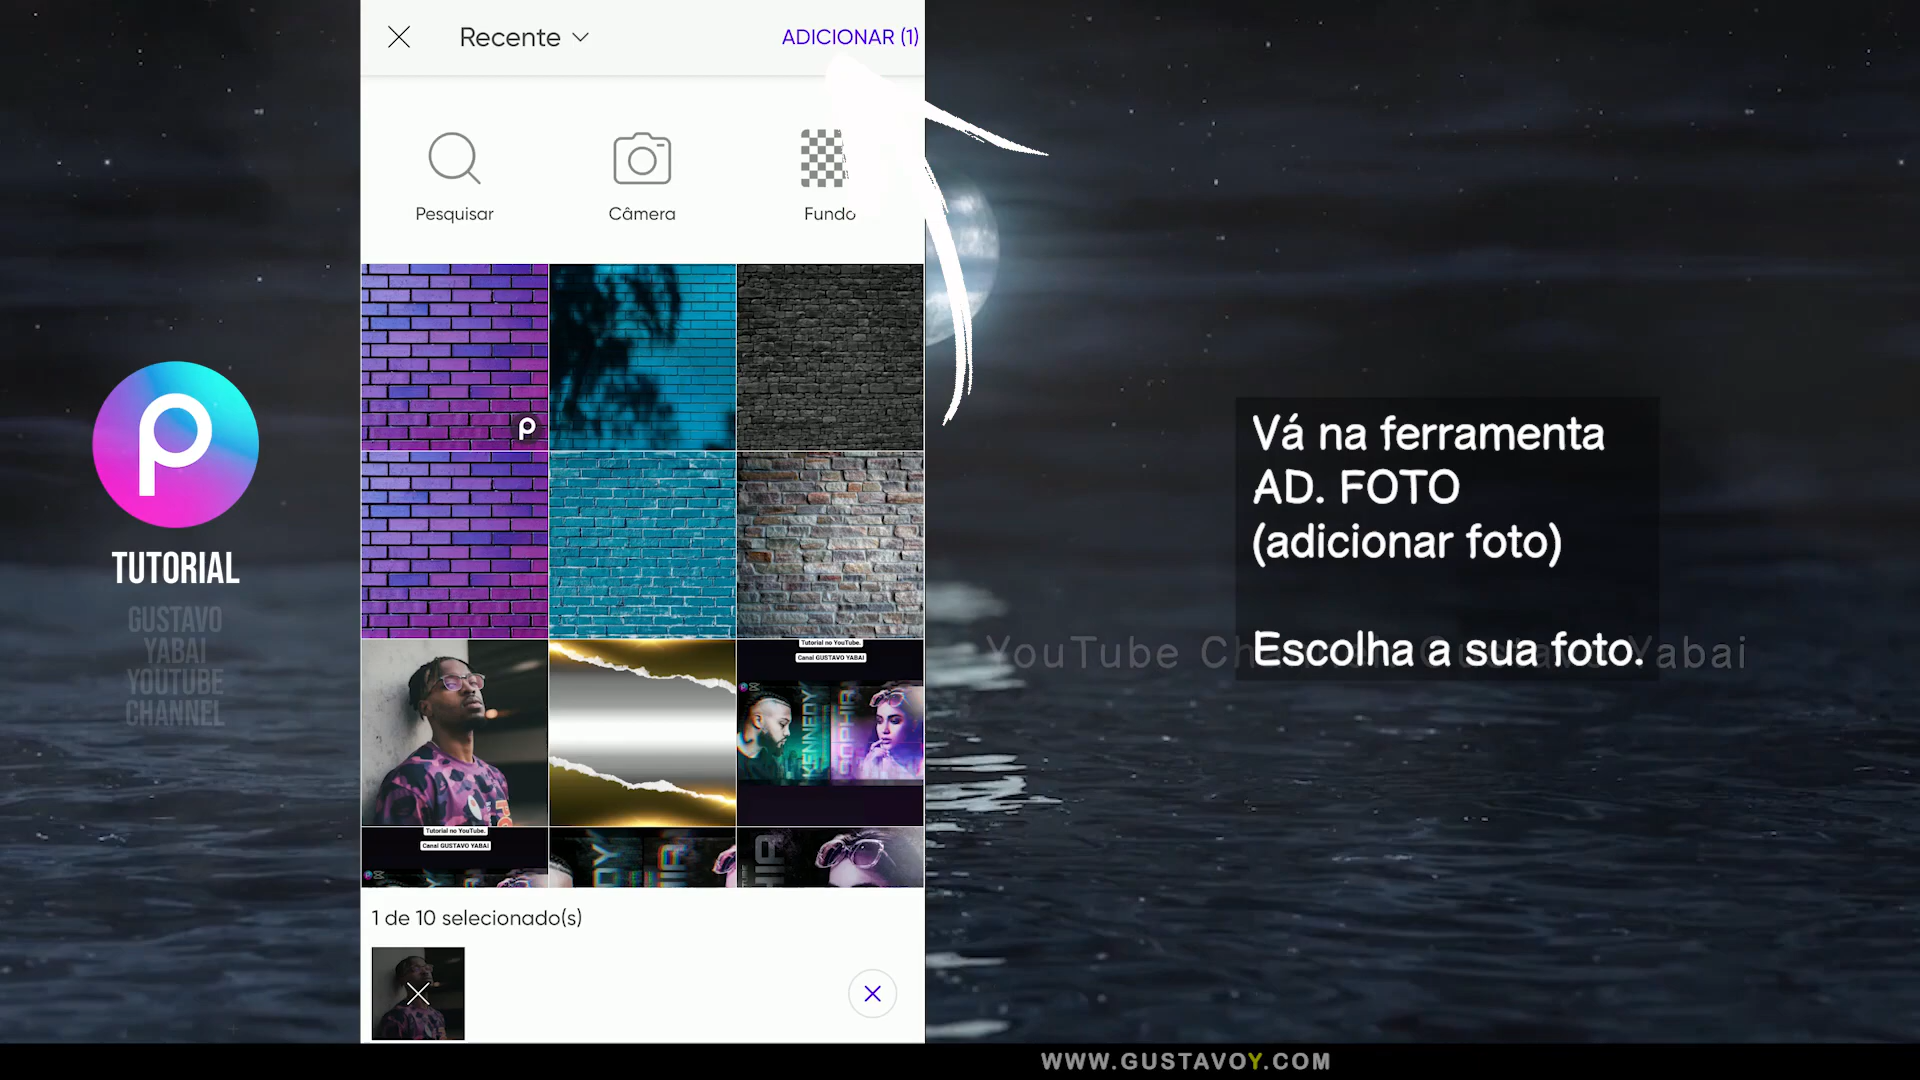 Recente
ADICIONAR (1)
Pesquisar
Câmera
Fundo
TUTORIAL
GUSTAVO
YABAI
YOUTUBE
CHANNEL
Tutorial no YouTube.
Canal GUSTAVO YABAI
KENNEDY
SOPHIA
Tutorial no YouTube.
Canal GUSTAVO YABAI
1 de 10 selecionado(s)
Vá na ferramenta
AD. FOTO
(adicionar foto)
Escolha a sua foto.
YouTube Yabai
WWW.GUSTAVOY.COM